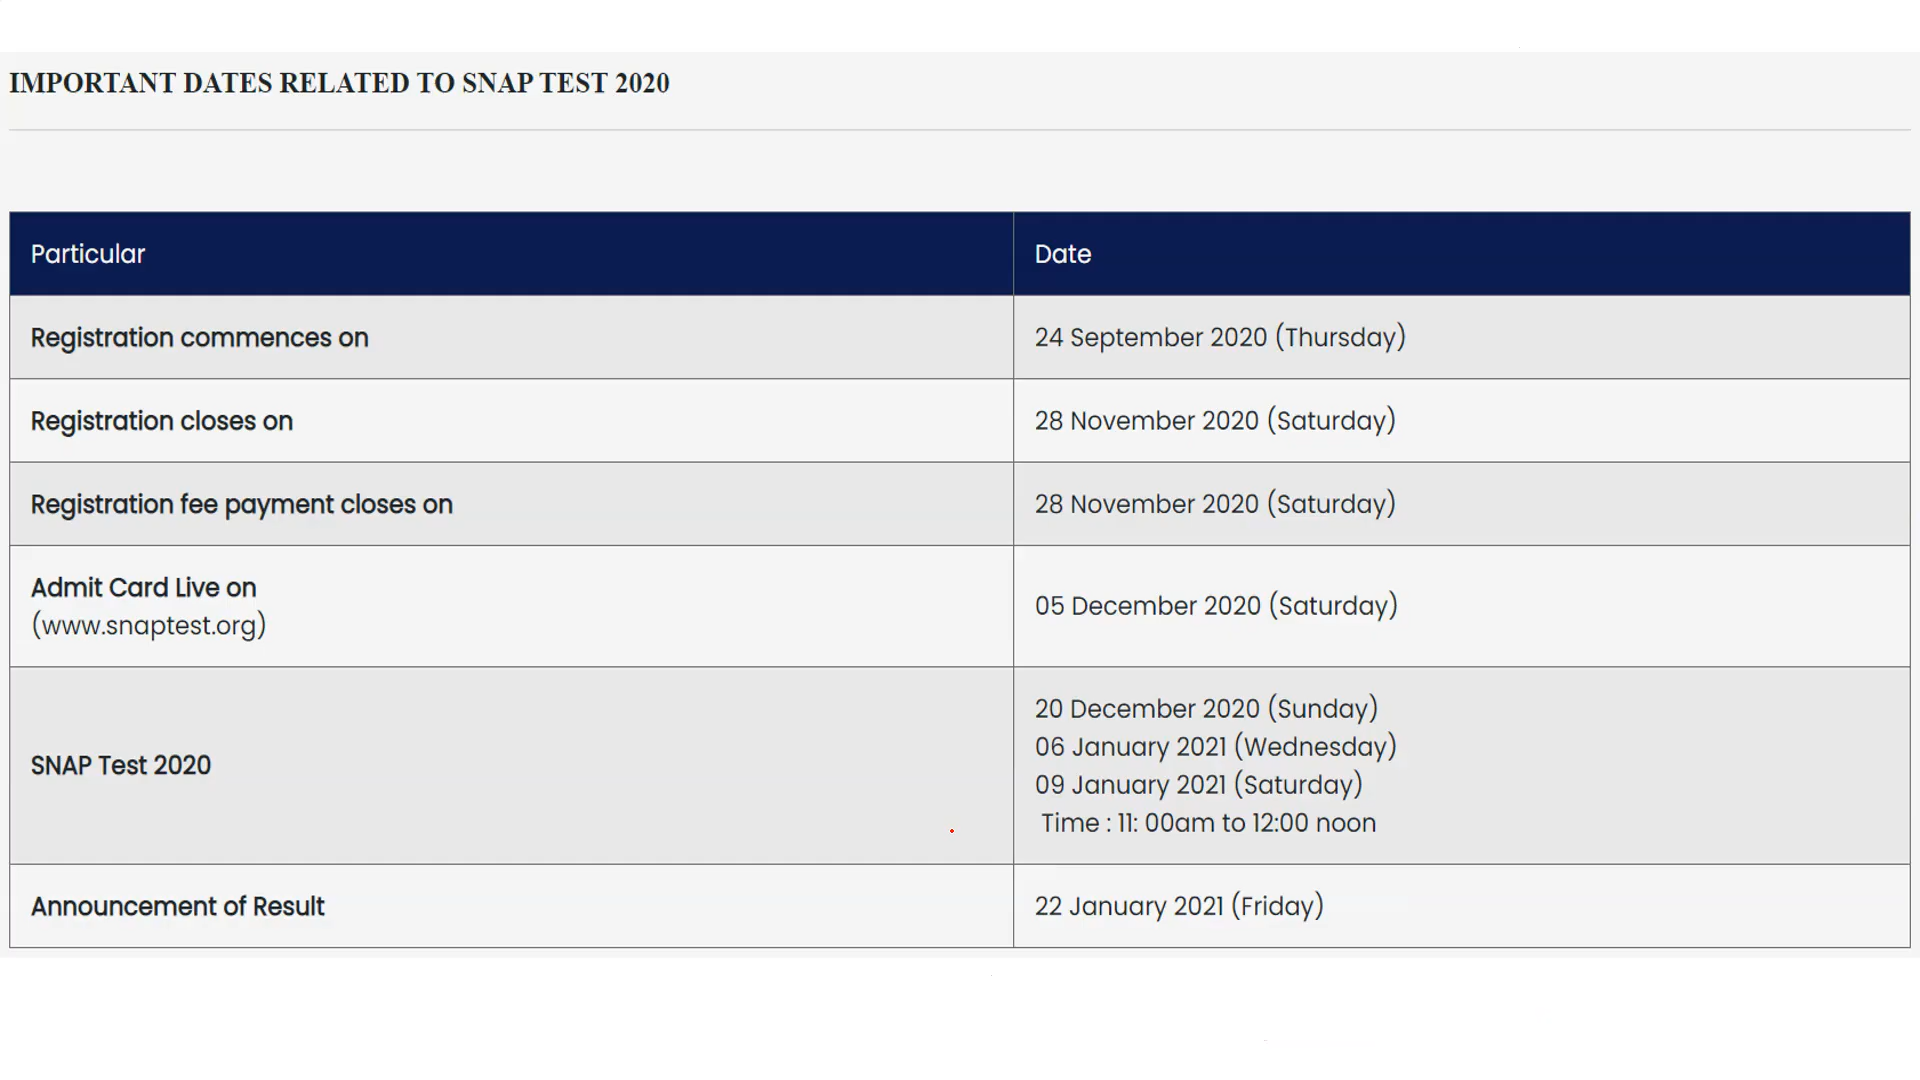 IMPORTANT DATES RELATED TO SNAP TEST 2020
Particular
Date
Registration commences on
24 September 2020 (Thursday)
Registration closes on
28 November 2020 (Saturday)
Registration fee payment closes on
28 November 2020 (Saturday)
Admit Card Live on
(www.snaptest.org)
05 December 2020 (Saturday)
SNAP Test 2020
20 December 2020 (Sunday)
06 January 2021 (Wednesday)
09 January 2021 (Saturday)
Time : 11: 00am to 12:00 noon
Announcement of Result
22 January 2021 (Friday)